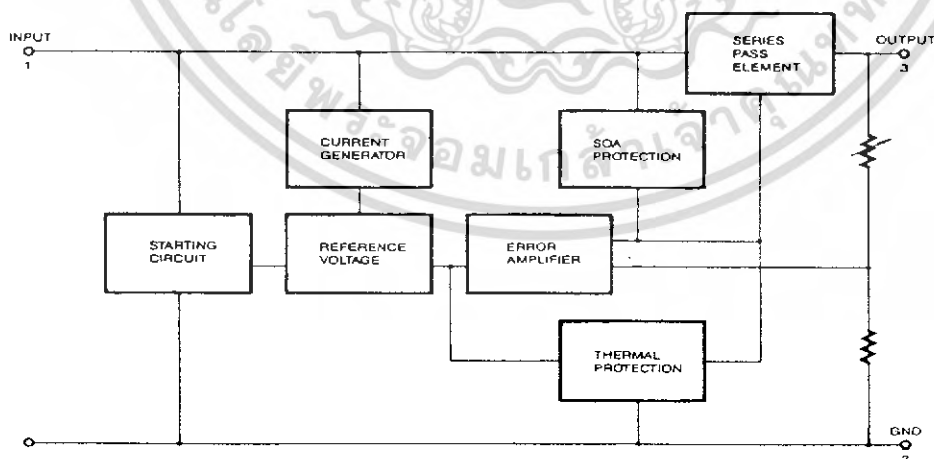 INPUT
1
SERIES
PASS
ELEMENT
OUTPUT
3
CURRENT
GENERATOR
SOA
PROTECTION
STARTING
CIRCUIT
REFERENCE
VOLTAGE
ERROR
AMPLIFIER
THERMAL
PROTECTION
GND